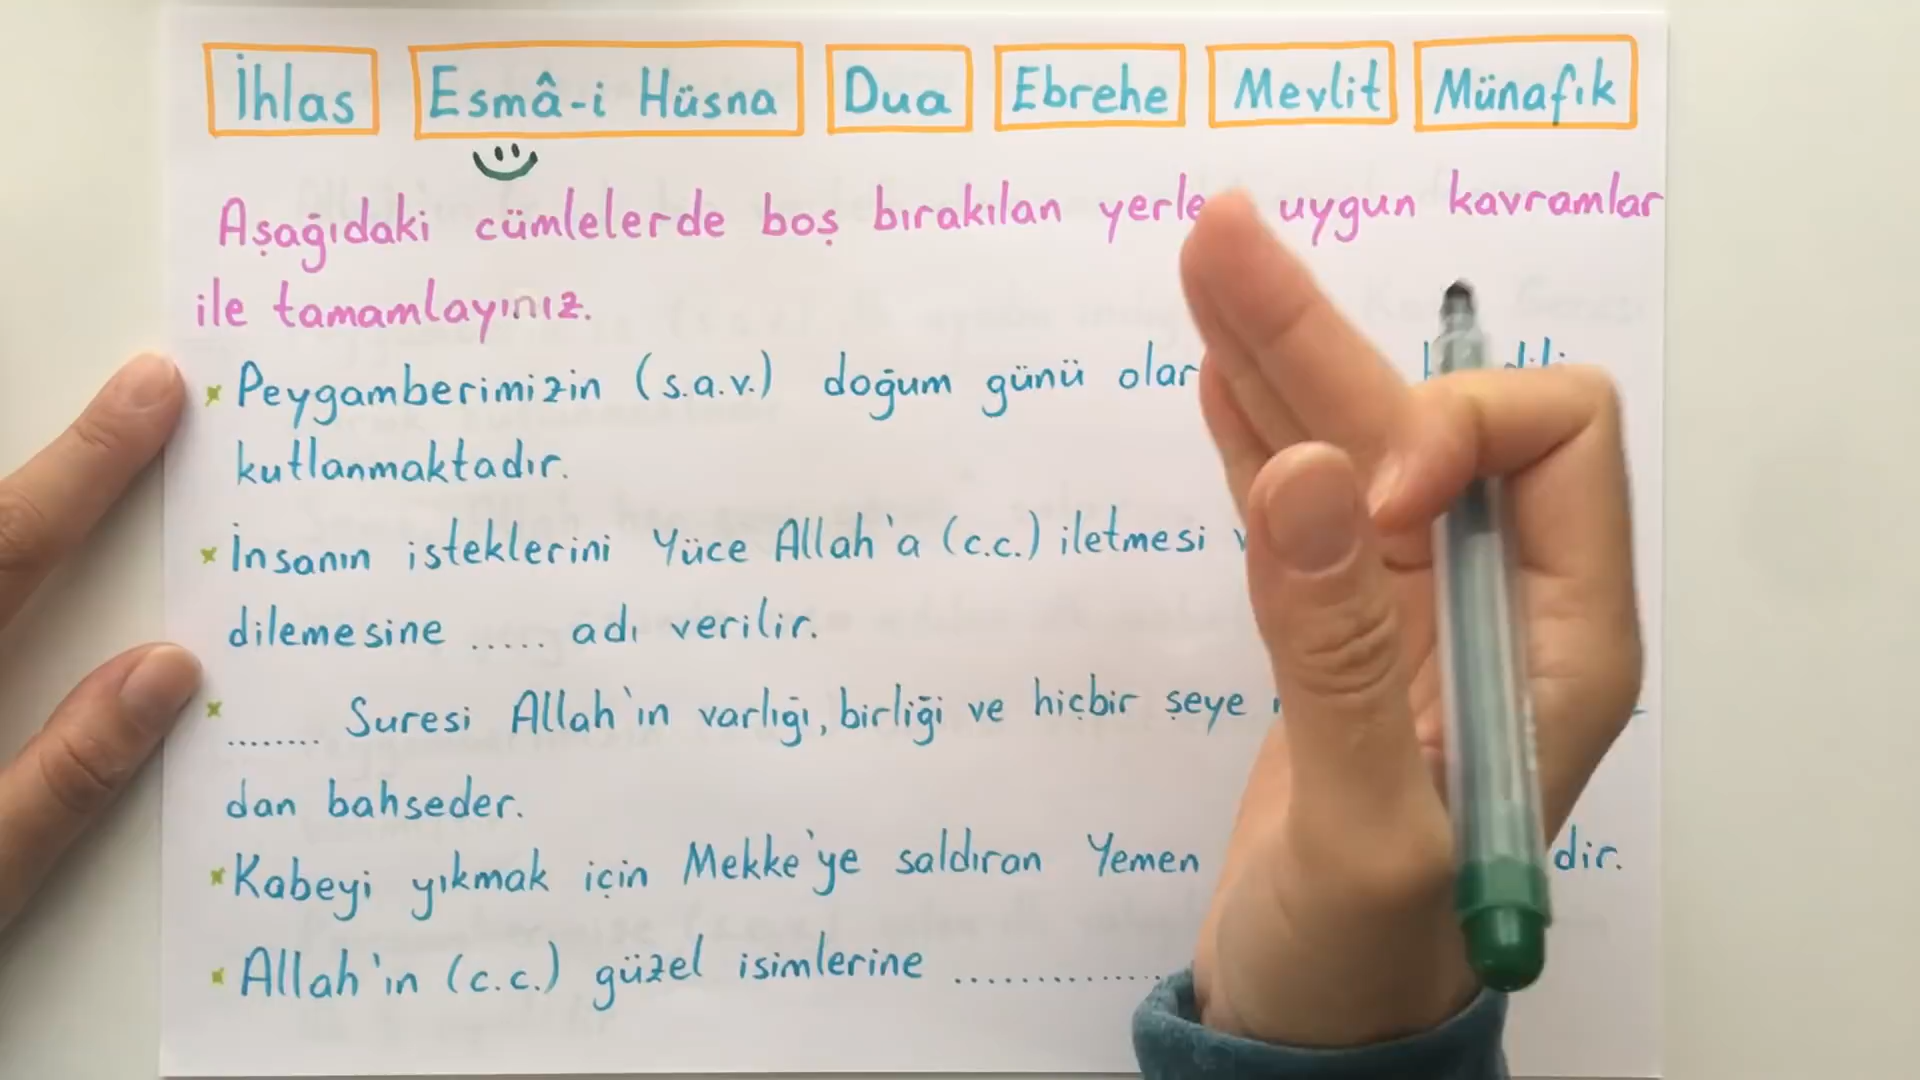 İhlas Esmâ-i Hüsna Dua Ebrehe Mevlit Münafık
Aşağıdaki cümlelerde boş bırakılan yerle uygun kavramlar
ile tamamlayınız.
* Peygamberimizin (s.a.v.) doğum günü olar
kutlanmaktadır.
* İnsanın isteklerini Yüce Allah'a (c.c.) iletmesi
dilemesine ..... adı verilir.
* ........ Suresi Allah'ın varlığı, birliği ve hiçbir şeye
dan bahseder.
* Kabeyi yıkmak için Mekke'ye saldıran Yemen dir.
* Allah'ın (c.c.) güzel isimlerine .............